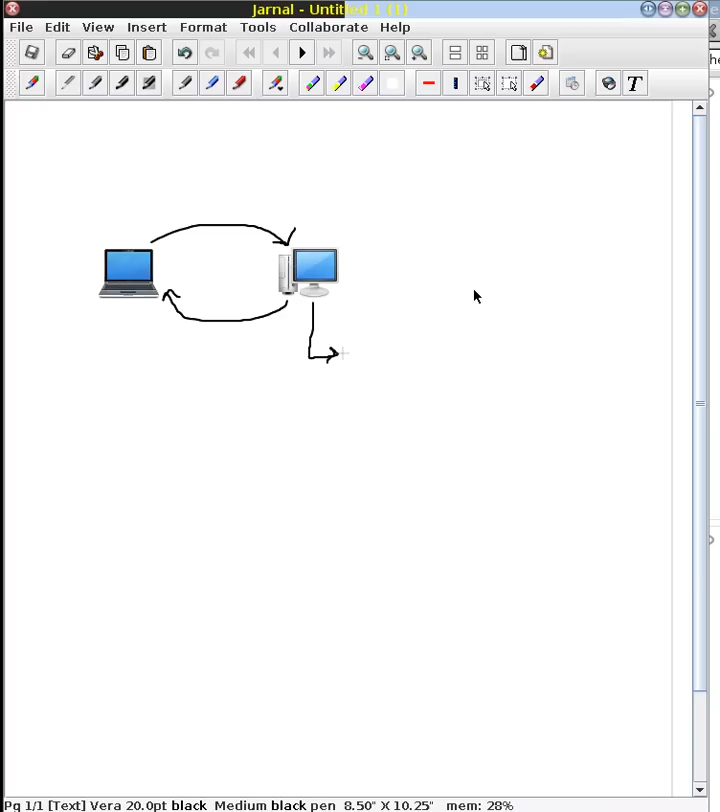 Jarnal - Untitled 1 (1)
File Edit View Insert Format Tools Collaborate Help
T
Pg 1/1 [Text] Vera 20.0pt black Medium black pen 8.50" X 10.25" mem: 28%